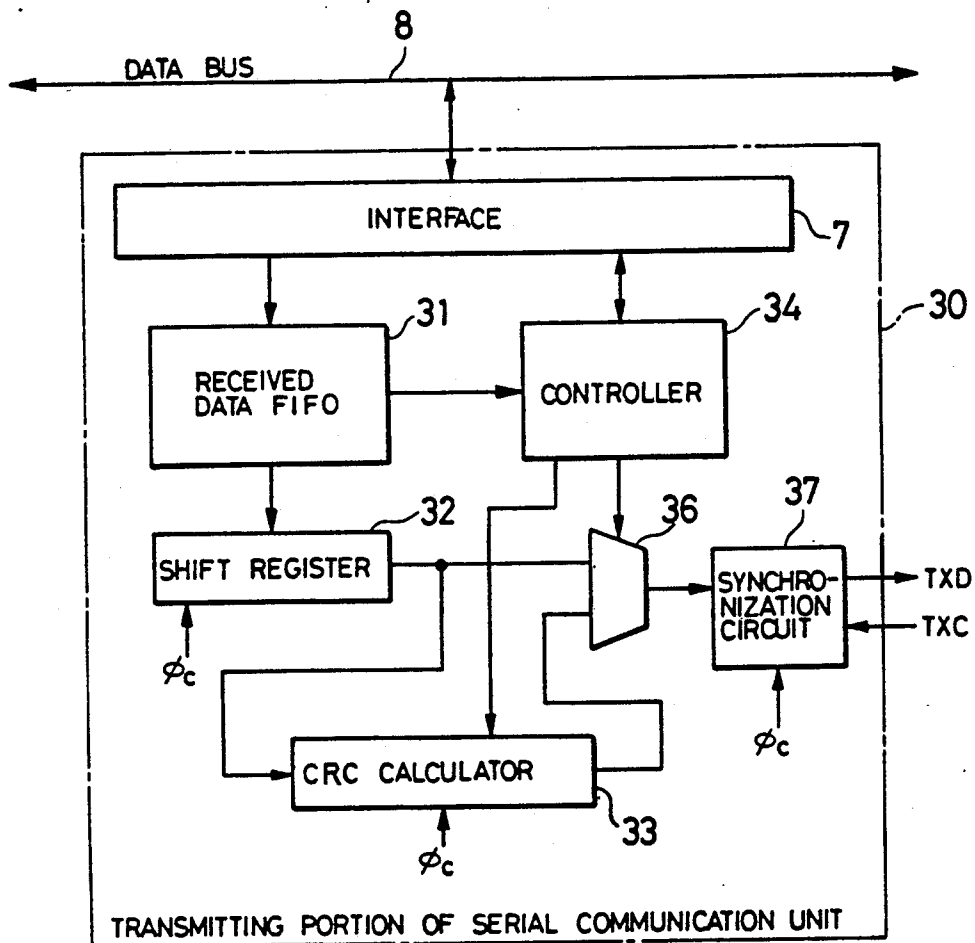 8
DATA BUS
INTERFACE
7
31
34
30
RECEIVED
DATA FIFO
CONTROLLER
32
36
37
SHIFT REGISTER
SYNCHRO-
NIZATION
CIRCUIT
TXD
TXC
φc
φc
CRC CALCULATOR
33
φc
TRANSMITTING PORTION OF SERIAL COMMUNICATION UNIT